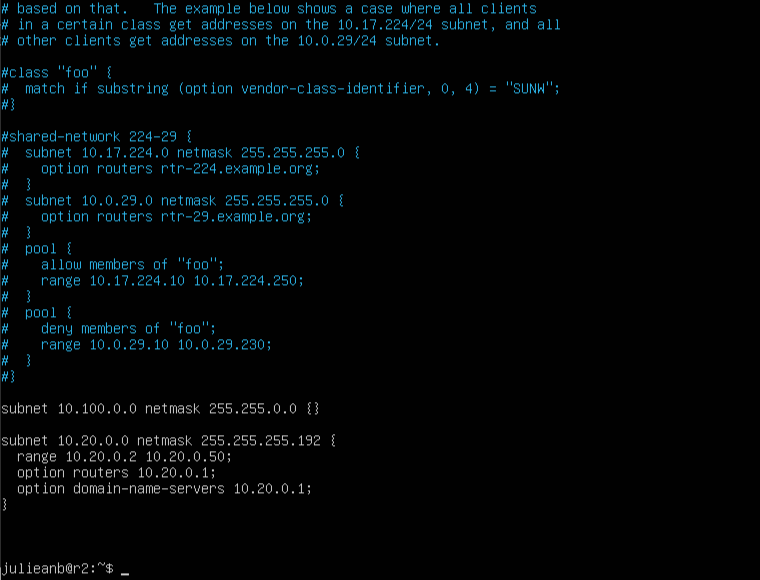 # based on that.   The example below shows a case where all clients
# in a certain class get addresses on the 10.17.224/24 subnet, and all
# other clients get addresses on the 10.0.29/24 subnet.

#class "foo" {
#  match if substring (option vendor-class-identifier, 0, 4) = "SUNW";
#}

#shared-network 224-29 {
#  subnet 10.17.224.0 netmask 255.255.255.0 {
#    option routers rtr-224.example.org;
#  }
#  subnet 10.0.29.0 netmask 255.255.255.0 {
#    option routers rtr-29.example.org;
#  }
#  pool {
#    allow members of "foo";
#    range 10.17.224.10 10.17.224.250;
#  }
#  pool {
#    deny members of "foo";
#    range 10.0.29.10 10.0.29.230;
#  }
#}

subnet 10.100.0.0 netmask 255.255.0.0 {}

subnet 10.20.0.0 netmask 255.255.255.192 {
  range 10.20.0.2 10.20.0.50;
  option routers 10.20.0.1;
  option domain-name-servers 10.20.0.1;
}

julieanb@r2:~$ _